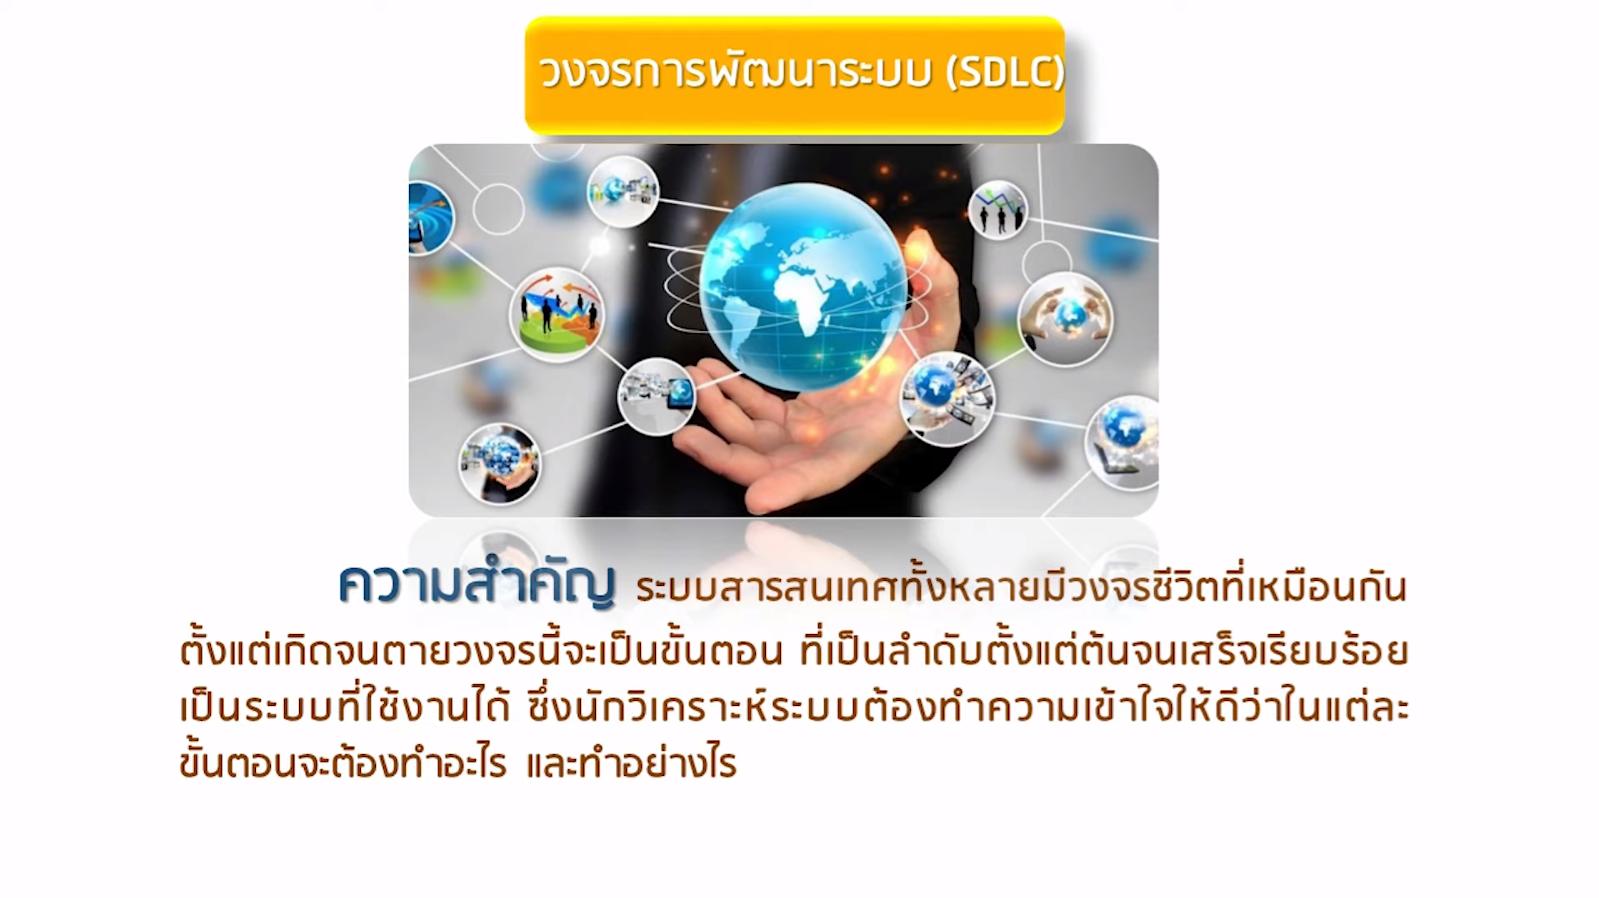 วงจรการพัฒนาระบบ (SDLC)
ความสำคัญ ระบบสารสนเทศทั้งหลายมีวงจรชีวิตที่เหมือนกัน
ตั้งแต่เกิดจนตายวงจรนี้จะเป็นขั้นตอน ที่เป็นลำดับตั้งแต่ต้นจนเสร็จเรียบร้อย
เป็นระบบที่ใช้งานได้ ซึ่งนักวิเคราะห์ระบบต้องทำความเข้าใจให้ดีว่าในแต่ละ
ขั้นตอนจะต้องทำอะไร และทำอย่างไร